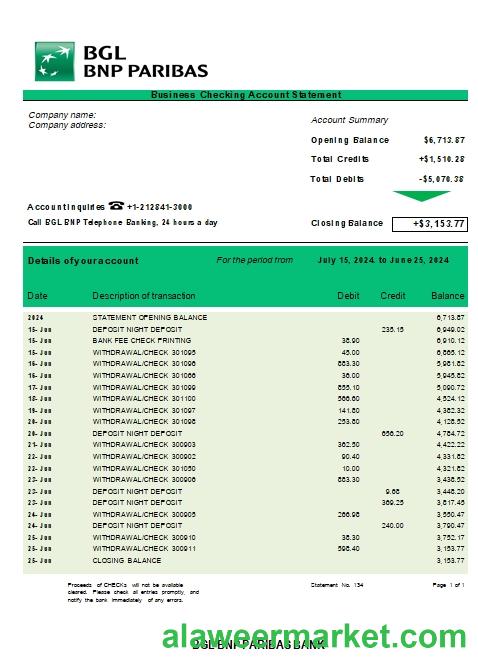 BGL
BNP PARIBAS
Business Checking Account Statement
Company name:
Company address:
Account Summary
Opening Balance $6,713.87
Total Credits +$1,510.28
Total Debits -$5,070.38
Account Inquiries ☎ +1-212841-3000
Call BGL BNP Telephone Banking, 24 hours a day
Closing Balance +$3,153.77
Details of your account For the period from July 15, 2024. to June 25, 2024
Date Description of transaction Debit Credit Balance
2024 STATEMENT OPENING BALANCE 6,713.87
15- Jun DEPOSIT NIGHT DEPOSIT 235.15 6,949.02
15- Jun BANK FEE CHECK PRINTING 38.90 6,910.12
15- Jun WITHDRAWAL/CHECK 301095 45.00 6,865.12
16- Jun WITHDRAWAL/CHECK 301096 883.30 5,981.82
16- Jun WITHDRAWAL/CHECK 301066 36.00 5,945.82
17- Jun WITHDRAWAL/CHECK 301099 855.10 5,090.72
18- Jun WITHDRAWAL/CHECK 301100 566.60 4,524.12
19- Jun WITHDRAWAL/CHECK 301097 141.80 4,382.32
20- Jun WITHDRAWAL/CHECK 301098 253.80 4,128.52
20- Jun DEPOSIT NIGHT DEPOSIT 656.20 4,784.72
21- Jun WITHDRAWAL/CHECK 300903 362.50 4,422.22
22- Jun WITHDRAWAL/CHECK 300902 90.40 4,331.82
22- Jun WITHDRAWAL/CHECK 301050 10.00 4,321.82
23- Jun WITHDRAWAL/CHECK 300906 883.30 3,438.52
23- Jun DEPOSIT NIGHT DEPOSIT 9.68 3,448.20
23- Jun DEPOSIT NIGHT DEPOSIT 369.25 3,817.45
24- Jun WITHDRAWAL/CHECK 300905 266.98 3,550.47
24- Jun DEPOSIT NIGHT DEPOSIT 240.00 3,790.47
25- Jun WITHDRAWAL/CHECK 300910 38.30 3,752.17
25- Jun WITHDRAWAL/CHECK 300911 598.40 3,153.77
25- Jun CLOSING BALANCE 3,153.77
Proceeds of CHECKs will not be available Statement No. 134 Page 1 of 1
cleared. Please check all entries promptly, and
notify the bank immediately of any errors.
alaweermarket.com
BGL BNP PARIBAS BANK